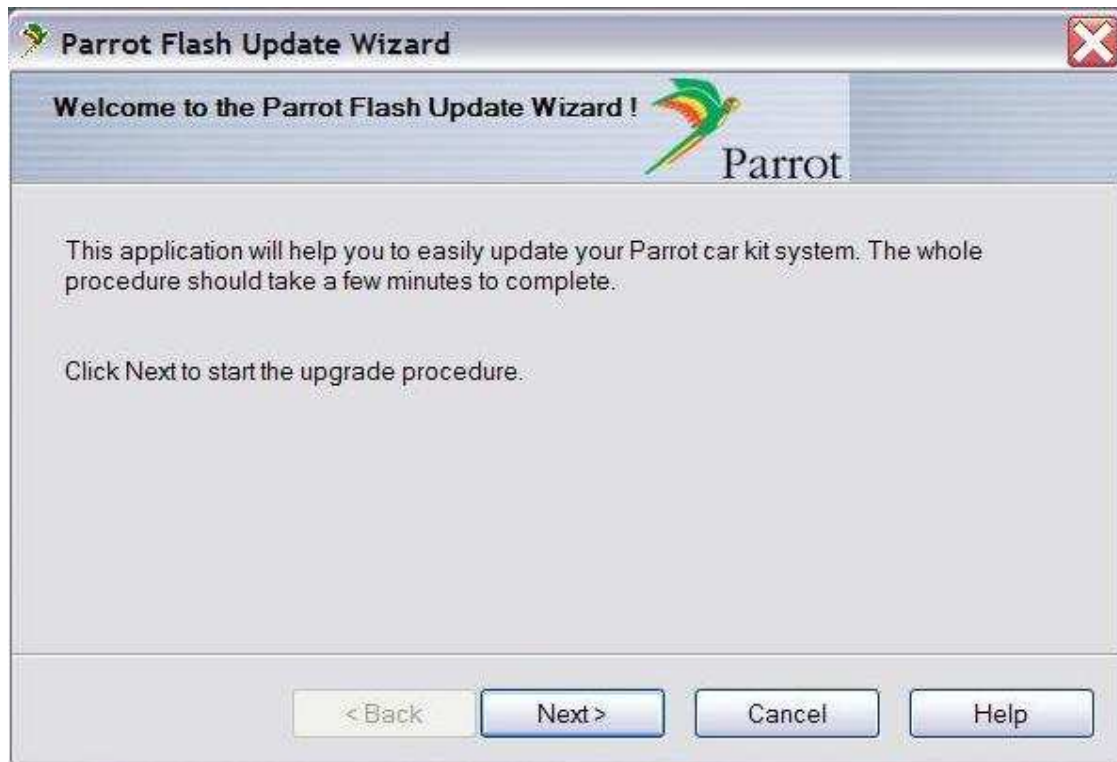 Parrot Flash Update Wizard
Welcome to the Parrot Flash Update Wizard !
Parrot
This application will help you to easily update your Parrot car kit system. The whole
procedure should take a few minutes to complete.
Click Next to start the upgrade procedure.
< Back Next > Cancel Help